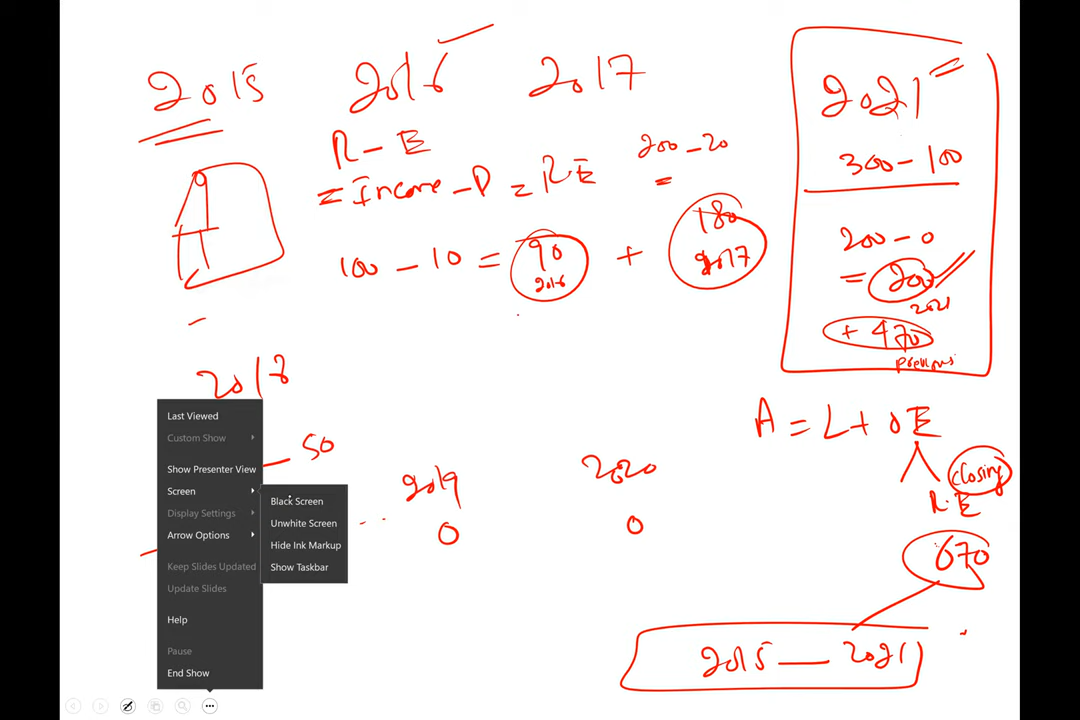 2015 2016 2017
R - E
= Income - D = R.E
200 - 20
=
100 - 10 = 90 + 180
2016 2017
2021
300 - 100
200 - 0
= 200
2021
+ 470
previous
2018
50
2019 2020
0 0
A = L + OE
closing
R.E
670
2015 — 2021
Last Viewed
Custom Show
Show Presenter View
Screen
Display Settings
Arrow Options
Keep Slides Updated
Update Slides
Help
Pause
End Show
Black Screen
Unwhite Screen
Hide Ink Markup
Show Taskbar